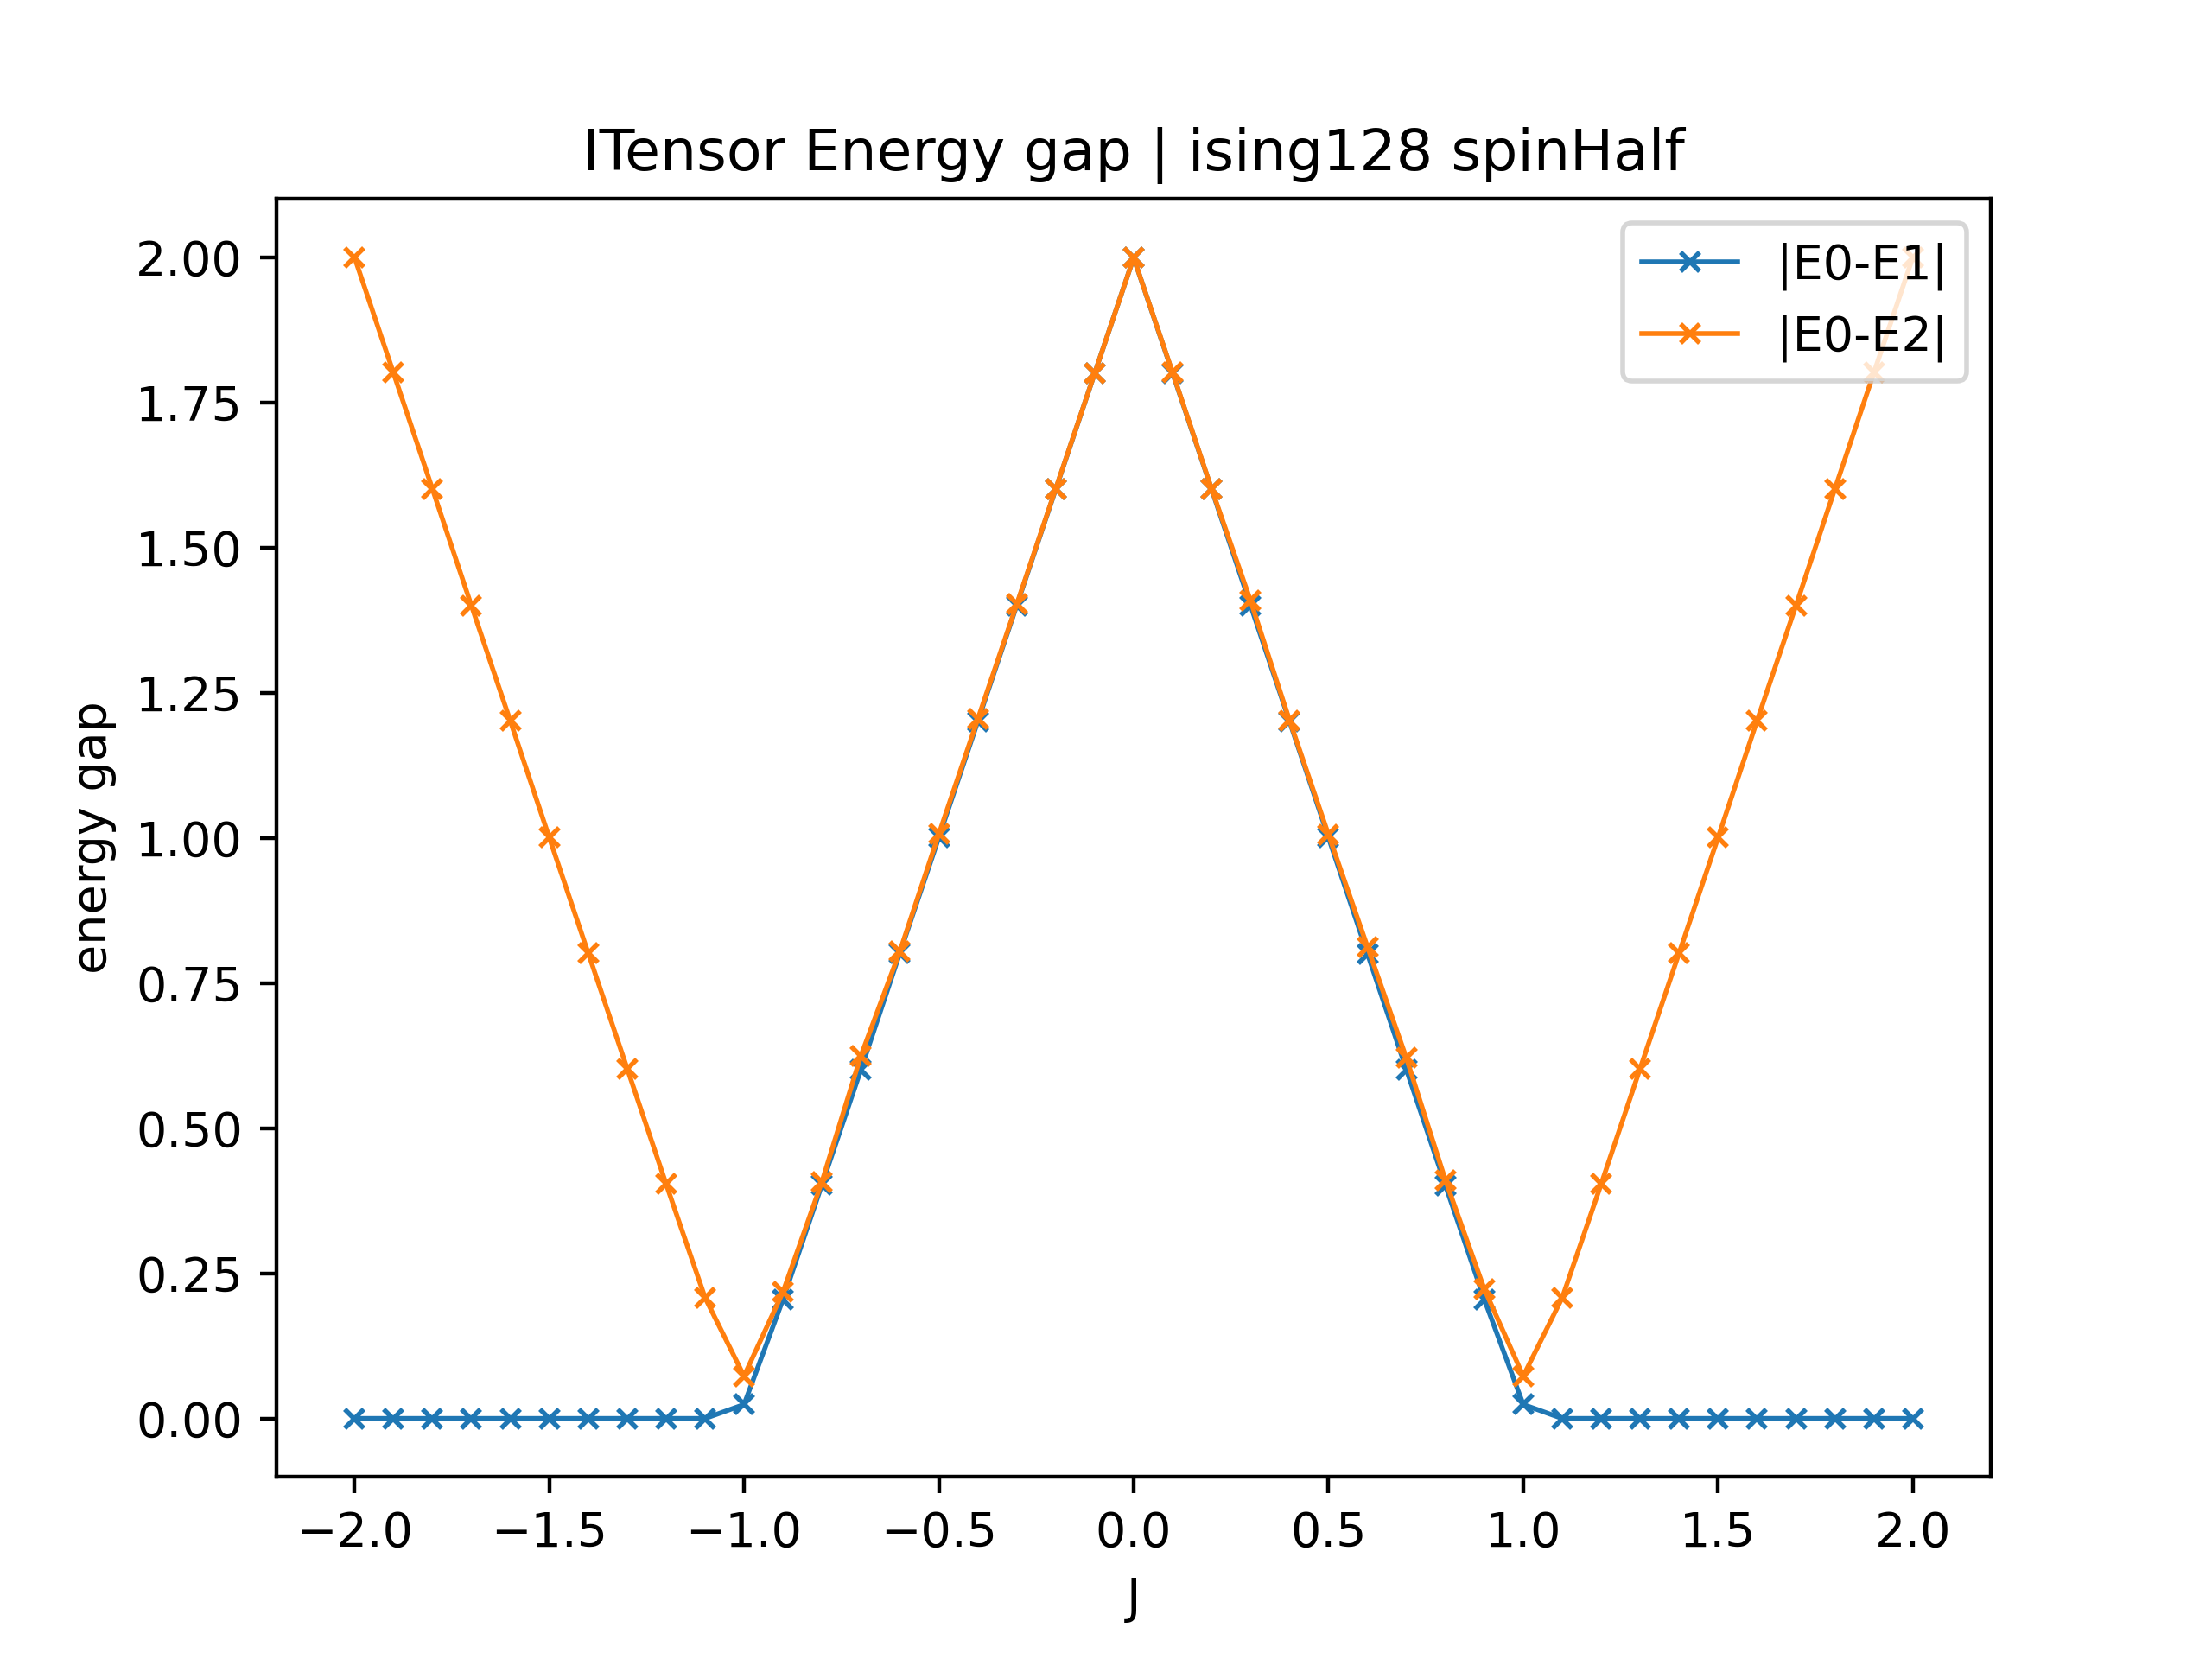 ITensor Energy gap | ising128 spinHalf
|E0-E1|
|E0-E2|
energy gap
2.00
1.75
1.50
1.25
1.00
0.75
0.50
0.25
0.00
−2.0 −1.5 −1.0 −0.5 0.0 0.5 1.0 1.5 2.0
J